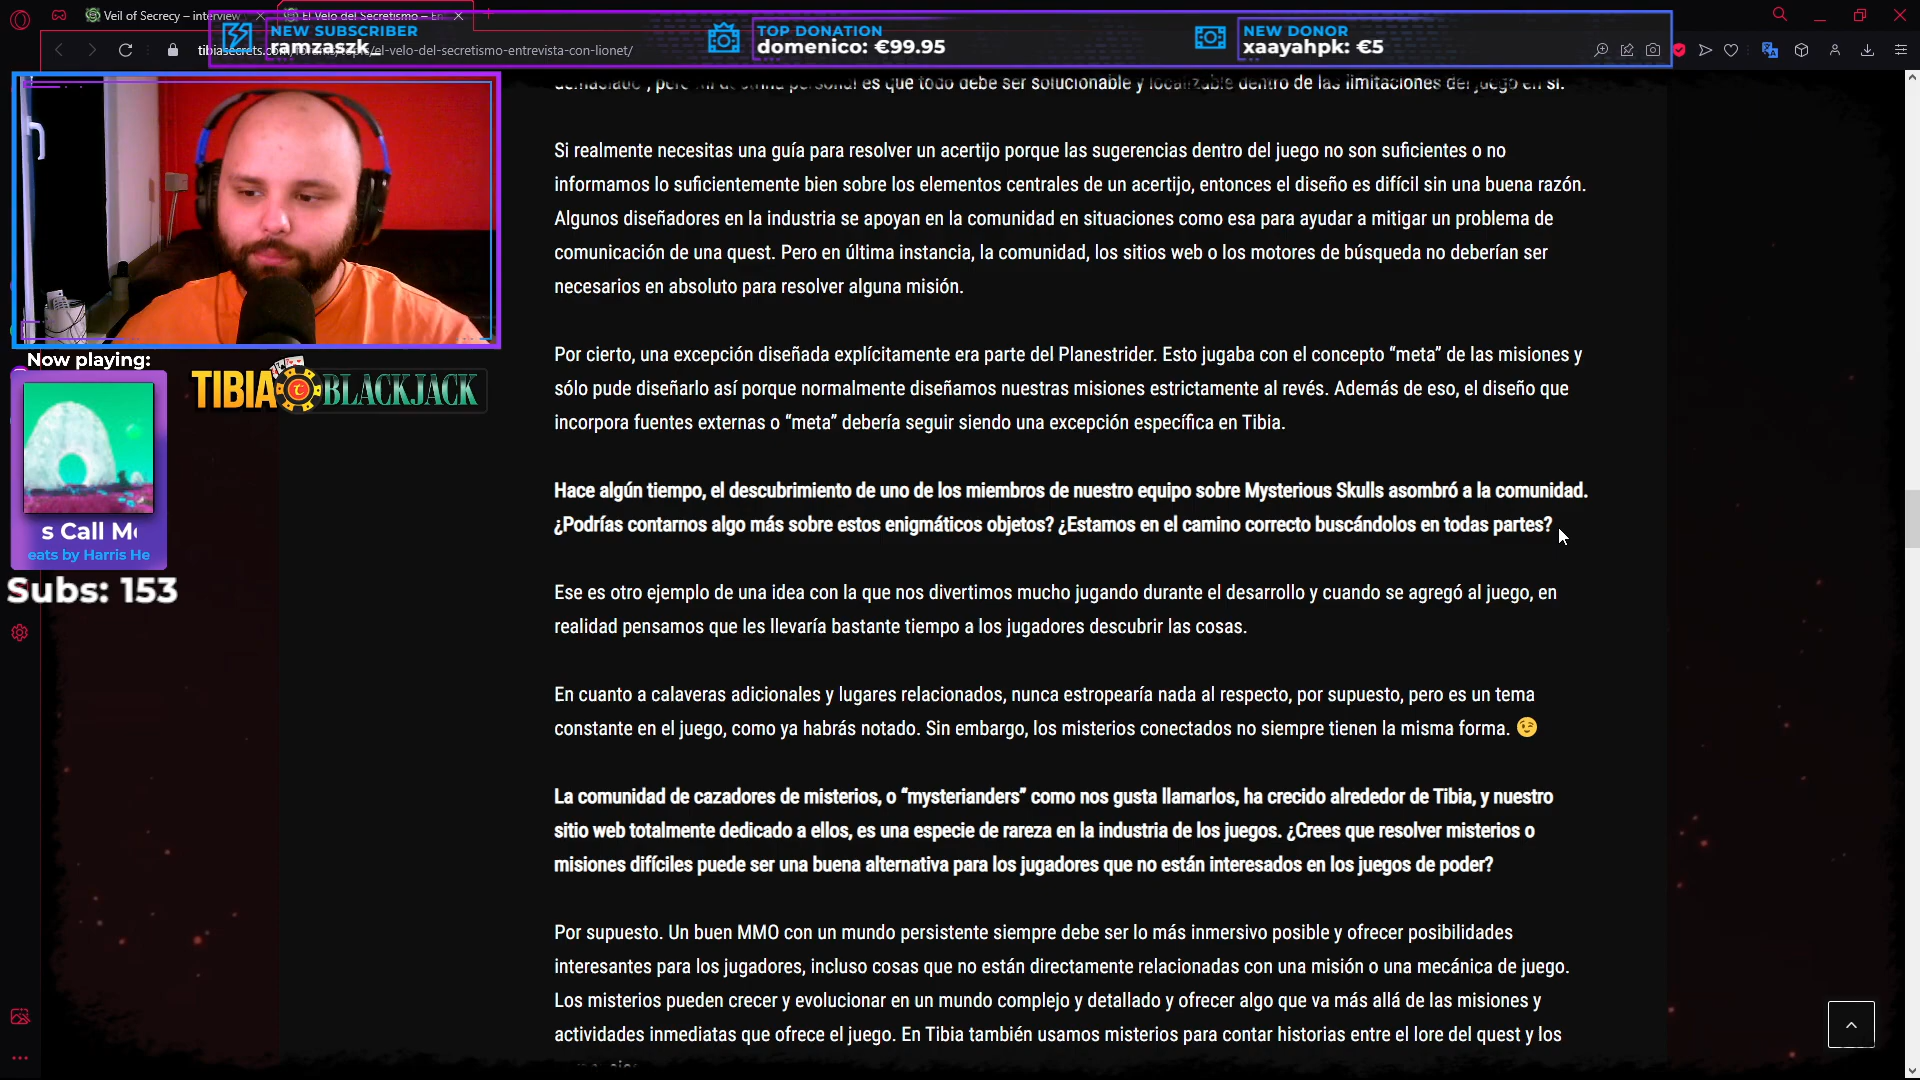 Veil of Secrecy – interview
El Velo del Secretismo – En
NEW SUBSCRIBER
ramzaszk_
TOP DONATION
domenico: €99.95
NEW DONOR
xaayahpk: €5
tibiasecrets.com/forums/topic/el-velo-del-secretismo-entrevista-con-lionet/
es que todo debe ser solucionable y localizable dentro de las limitaciones del juego en sí.
Si realmente necesitas una guía para resolver un acertijo porque las sugerencias dentro del juego no son suficientes o no
informamos lo suficientemente bien sobre los elementos centrales de un acertijo, entonces el diseño es difícil sin una buena razón.
Algunos diseñadores en la industria se apoyan en la comunidad en situaciones como esa para ayudar a mitigar un problema de
comunicación de una quest. Pero en última instancia, la comunidad, los sitios web o los motores de búsqueda no deberían ser
necesarios en absoluto para resolver alguna misión.
Por cierto, una excepción diseñada explícitamente era parte del Planestrider. Esto jugaba con el concepto “meta” de las misiones y
sólo pude diseñarlo así porque normalmente diseñamos nuestras misiones estrictamente al revés. Además de eso, el diseño que
incorpora fuentes externas o “meta” debería seguir siendo una excepción específica en Tibia.
Hace algún tiempo, el descubrimiento de uno de los miembros de nuestro equipo sobre Mysterious Skulls asombró a la comunidad.
¿Podrías contarnos algo más sobre estos enigmáticos objetos? ¿Estamos en el camino correcto buscándolos en todas partes?
Ese es otro ejemplo de una idea con la que nos divertimos mucho jugando durante el desarrollo y cuando se agregó al juego, en
realidad pensamos que les llevaría bastante tiempo a los jugadores descubrir las cosas.
En cuanto a calaveras adicionales y lugares relacionados, nunca estropearía nada al respecto, por supuesto, pero es un tema
constante en el juego, como ya habrás notado. Sin embargo, los misterios conectados no siempre tienen la misma forma. 😉
La comunidad de cazadores de misterios, o “mysterianders” como nos gusta llamarlos, ha crecido alrededor de Tibia, y nuestro
sitio web totalmente dedicado a ellos, es una especie de rareza en la industria de los juegos. ¿Crees que resolver misterios o
misiones difíciles puede ser una buena alternativa para los jugadores que no están interesados en los juegos de poder?
Por supuesto. Un buen MMO con un mundo persistente siempre debe ser lo más inmersivo posible y ofrecer posibilidades
interesantes para los jugadores, incluso cosas que no están directamente relacionadas con una misión o una mecánica de juego.
Los misterios pueden crecer y evolucionar en un mundo complejo y detallado y ofrecer algo que va más allá de las misiones y
actividades inmediatas que ofrece el juego. En Tibia también usamos misterios para contar historias entre el lore del quest y los
Now playing:
TIBIA BLACKJACK
s Call M
eats by Harris He
Subs: 153